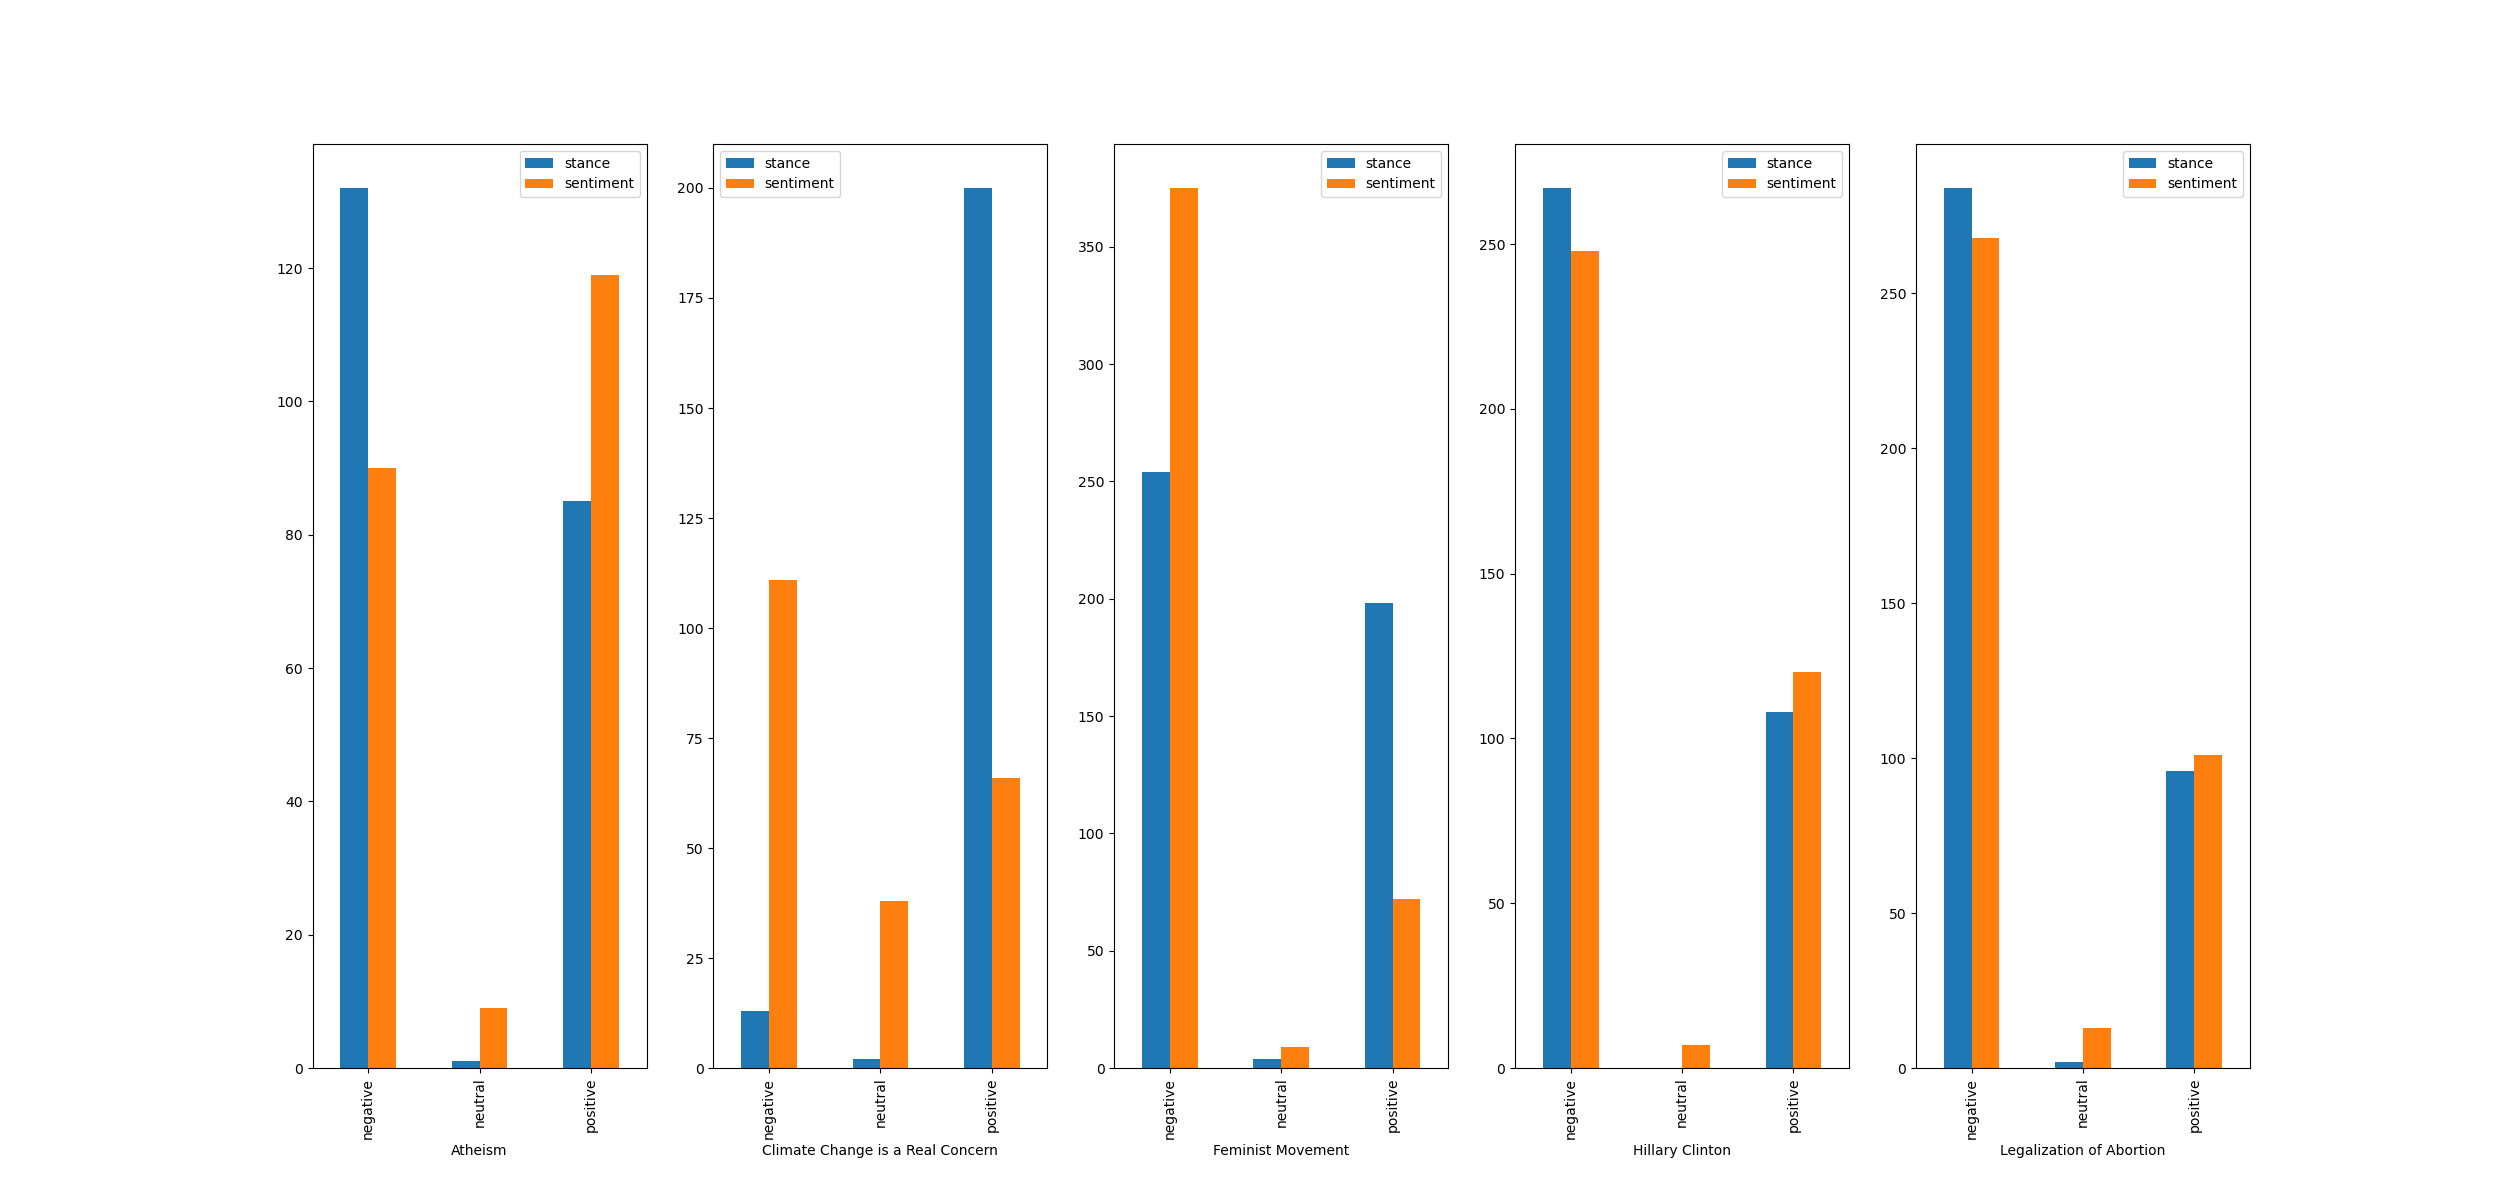 stance
sentiment
120
100
80
60
40
20
0
negative
neutral
positive
Atheism
stance
sentiment
200
175
150
125
100
75
50
25
0
negative
neutral
positive
Climate Change is a Real Concern
stance
sentiment
350
300
250
200
150
100
50
0
negative
neutral
positive
Feminist Movement
stance
sentiment
250
200
150
100
50
0
negative
neutral
positive
Hillary Clinton
stance
sentiment
250
200
150
100
50
0
negative
neutral
positive
Legalization of Abortion